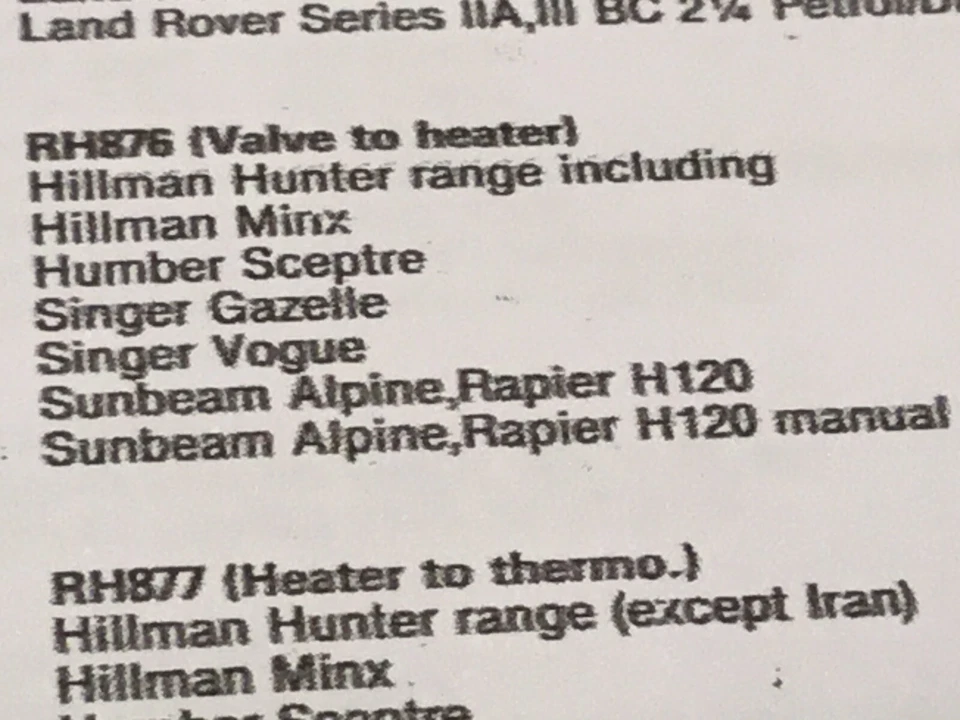 Land Rover Series IIA,III BC 2¼
RH876 (Valve to heater)
Hillman Hunter range including
Hillman Minx
Humber Sceptre
Singer Gazelle
Singer Vogue
Sunbeam Alpine,Rapier H120
Sunbeam Alpine,Rapier H120 manual
RH877 (Heater to thermo.)
Hillman Hunter range (except Iran)
Hillman Minx
Humber Sceptre